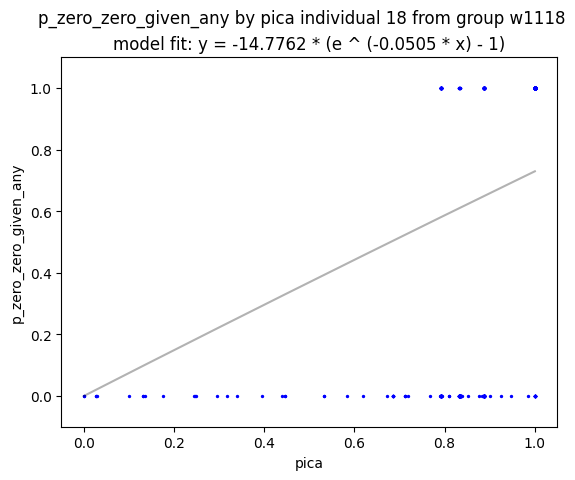 p_zero_zero_given_any by pica individual 18 from group w1118
model fit: y = -14.7762 * (e ^ (-0.0505 * x) - 1)
1.0
0.8
0.6
0.4
0.2
0.0
p_zero_zero_given_any
0.0 0.2 0.4 0.6 0.8 1.0
pica